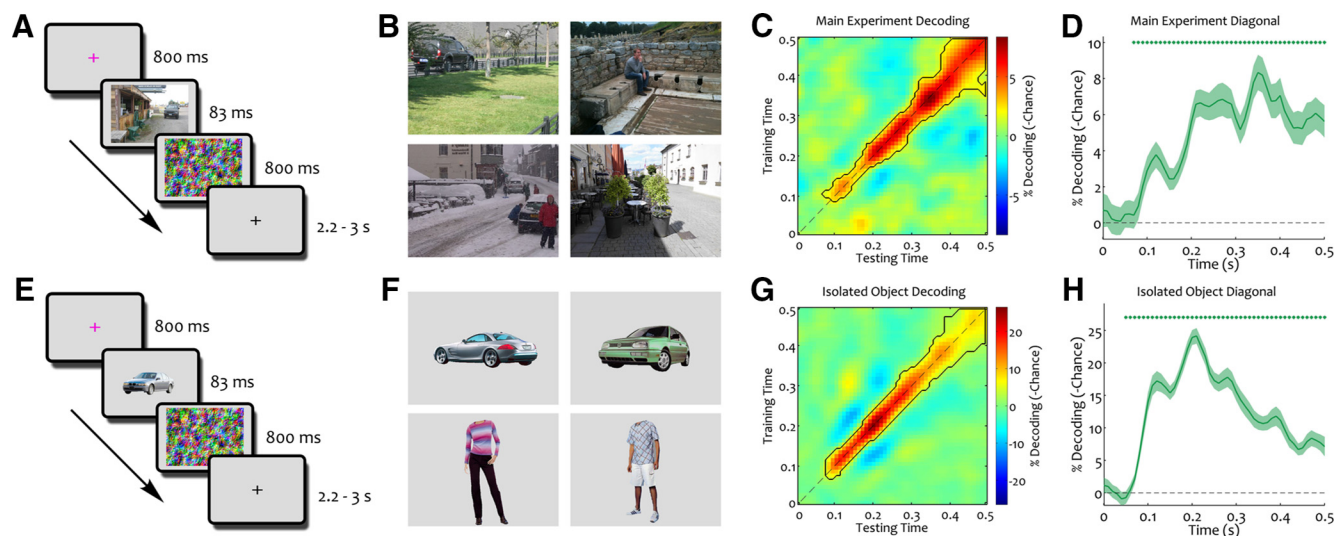 A
800 ms
83 ms
800 ms
2.2 - 3 s
B
C
Main Experiment Decoding
0.5
0.4
0.3
0.2
0.1
0
Training Time
0 0.1 0.2 0.3 0.4 0.5
Testing Time
5
0
-5
% Decoding (-Chance)
D
Main Experiment Diagonal
10
8
6
4
2
0
% Decoding (-Chance)
0 0.1 0.2 0.3 0.4 0.5
Time (s)
E
800 ms
83 ms
800 ms
2.2 - 3 s
F
G
Isolated Object Decoding
0.5
0.4
0.3
0.2
0.1
0
Training Time
0 0.1 0.2 0.3 0.4 0.5
Testing Time
20
10
0
-10
-20
% Decoding (-Chance)
H
Isolated Object Diagonal
25
20
15
10
5
0
% Decoding (-Chance)
0 0.1 0.2 0.3 0.4 0.5
Time (s)